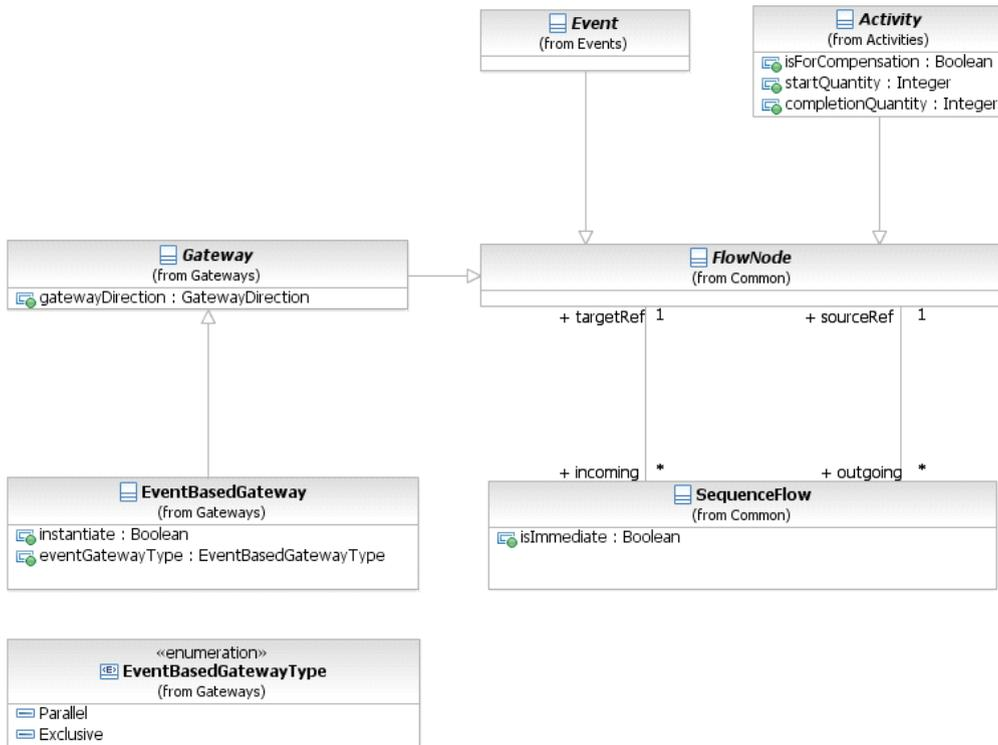 Event
(from Events)
Activity
(from Activities)
isForCompensation : Boolean
startQuantity : Integer
completionQuantity : Integer
Gateway
(from Gateways)
gatewayDirection : GatewayDirection
FlowNode
(from Common)
+ targetRef 1
+ sourceRef 1
+ incoming *
+ outgoing *
EventBasedGateway
(from Gateways)
instantiate : Boolean
eventGatewayType : EventBasedGatewayType
SequenceFlow
(from Common)
isImmediate : Boolean
«enumeration»
EventBasedGatewayType
(from Gateways)
Parallel
Exclusive